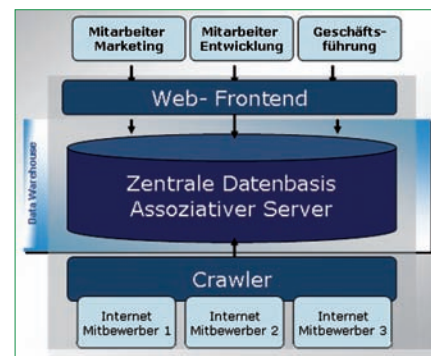 Mitarbeiter
Marketing
Mitarbeiter
Entwicklung
Geschäfts-
führung
Web- Frontend
Data Warehouse
Zentrale Datenbasis
Assoziativer Server
Crawler
Internet
Mitbewerber 1
Internet
Mitbewerber 2
Internet
Mitbewerber 3